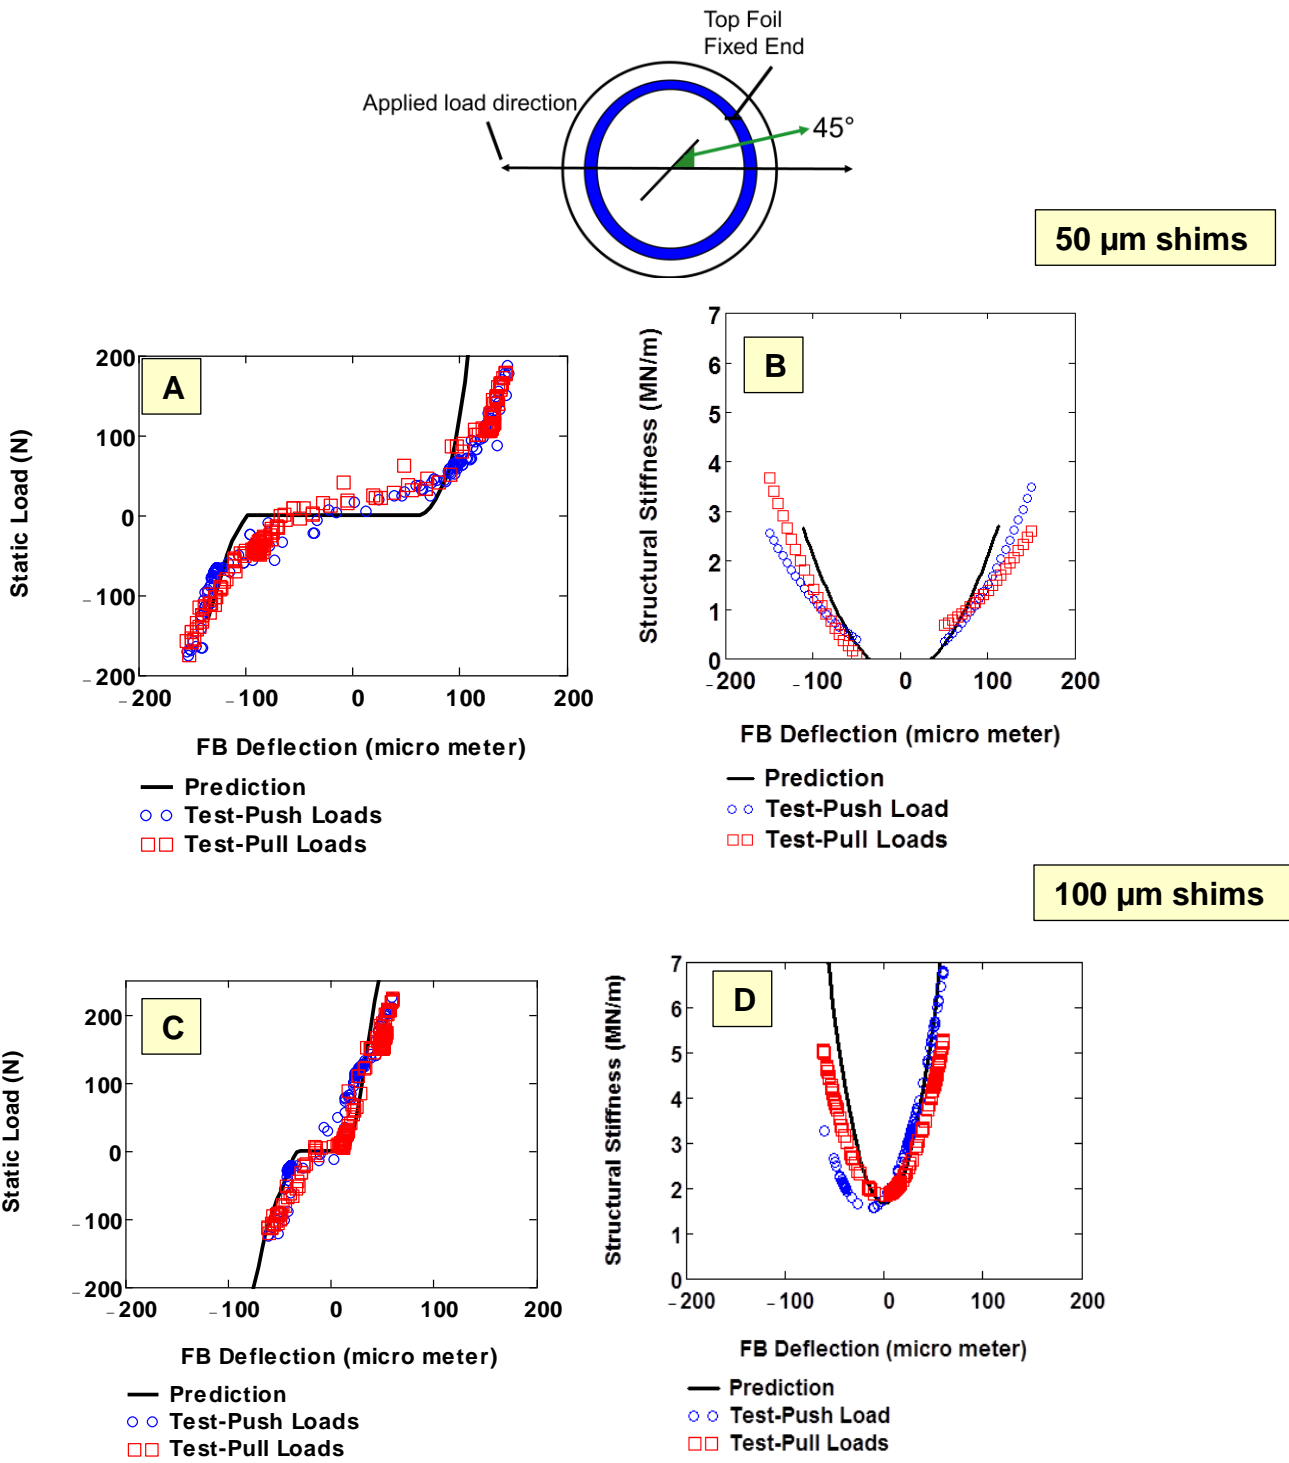 Top Foil
Fixed End
Applied load direction
45°
50 µm shims
A
200
100
0
−100
−200
−200 −100 0 100 200
Static Load (N)
FB Deflection (micro meter)
Prediction
Test-Push Loads
Test-Pull Loads
B
7
6
5
4
3
2
1
0
−200 −100 0 100 200
Structural Stiffness (MN/m)
FB Deflection (micro meter)
Prediction
Test-Push Load
Test-Pull Loads
100 µm shims
C
200
100
0
−100
−200
−200 −100 0 100 200
Static Load (N)
FB Deflection (micro meter)
Prediction
Test-Push Loads
Test-Pull Loads
D
7
6
5
4
3
2
1
0
−200 −100 0 100 200
Structural Stiffness (MN/m)
FB Deflection (micro meter)
Prediction
Test-Push Load
Test-Pull Loads